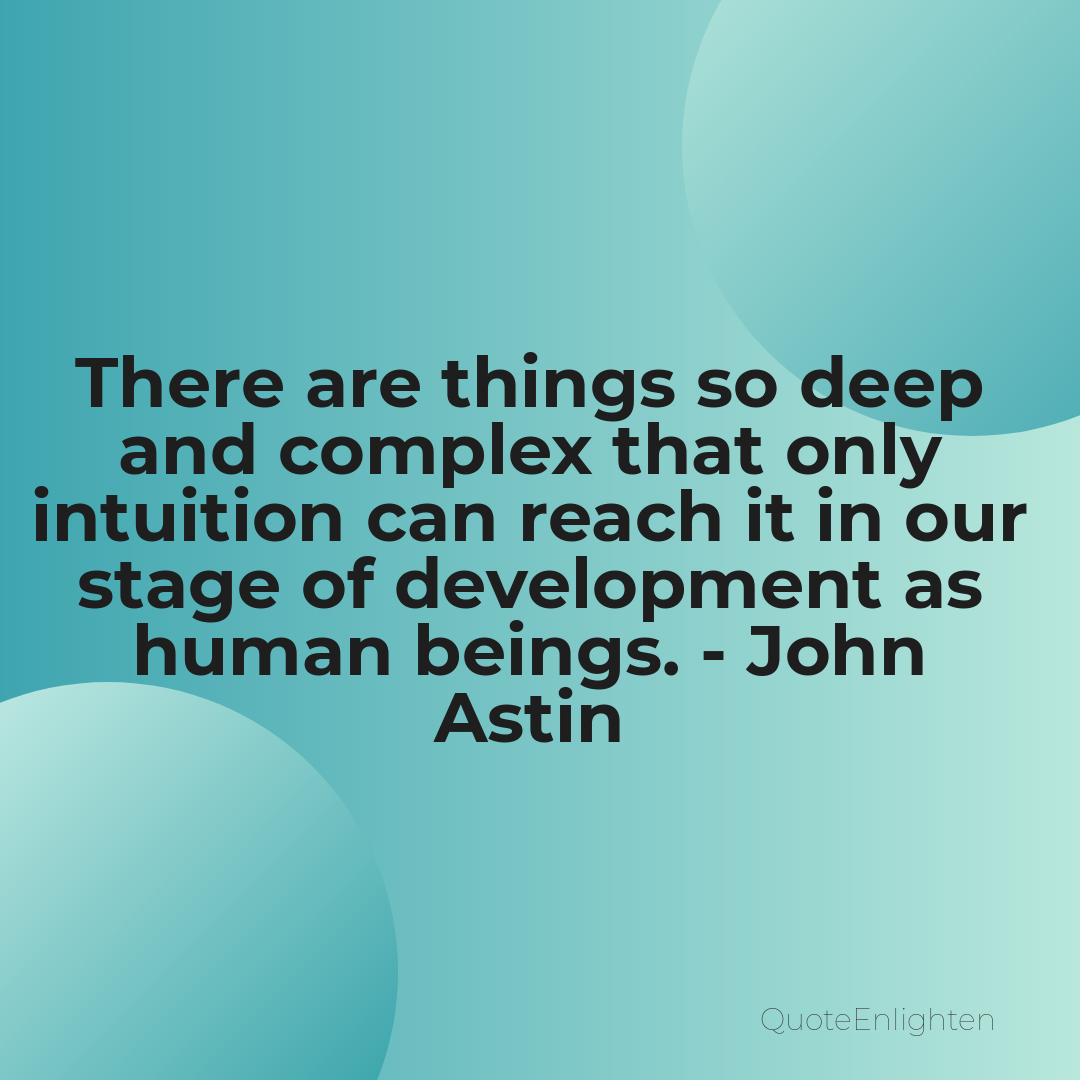 There are things so deep
and complex that only
intuition can reach it in our
stage of development as
human beings. - John
Astin
QuoteEnlighten